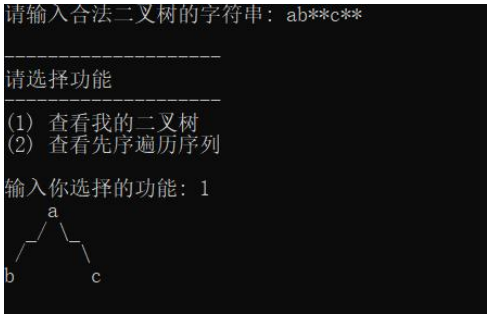 请输入合法二叉树的字符串: ab**c**
--------------------
请选择功能
--------------------
(1) 查看我的二叉树
(2) 查看先序遍历序列
输入你选择的功能: 1
    a
  _/ \_
 /     \
b       c